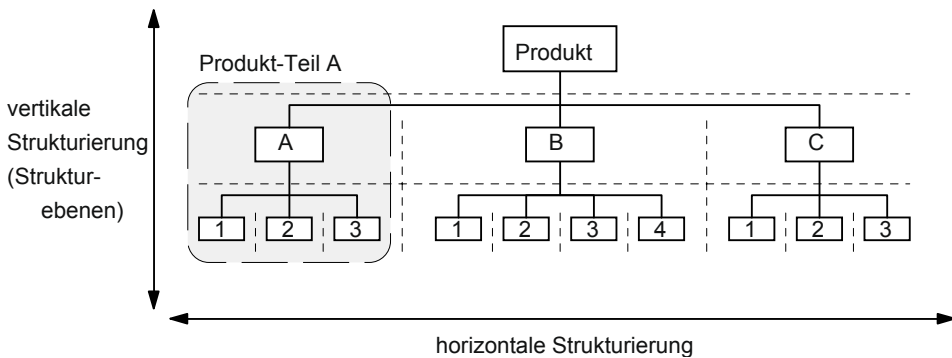 Produkt
Produkt-Teil A
vertikale
Strukturierung
(Struktur-
ebenen)
A B C
1 2 3 1 2 3 4 1 2 3
horizontale Strukturierung